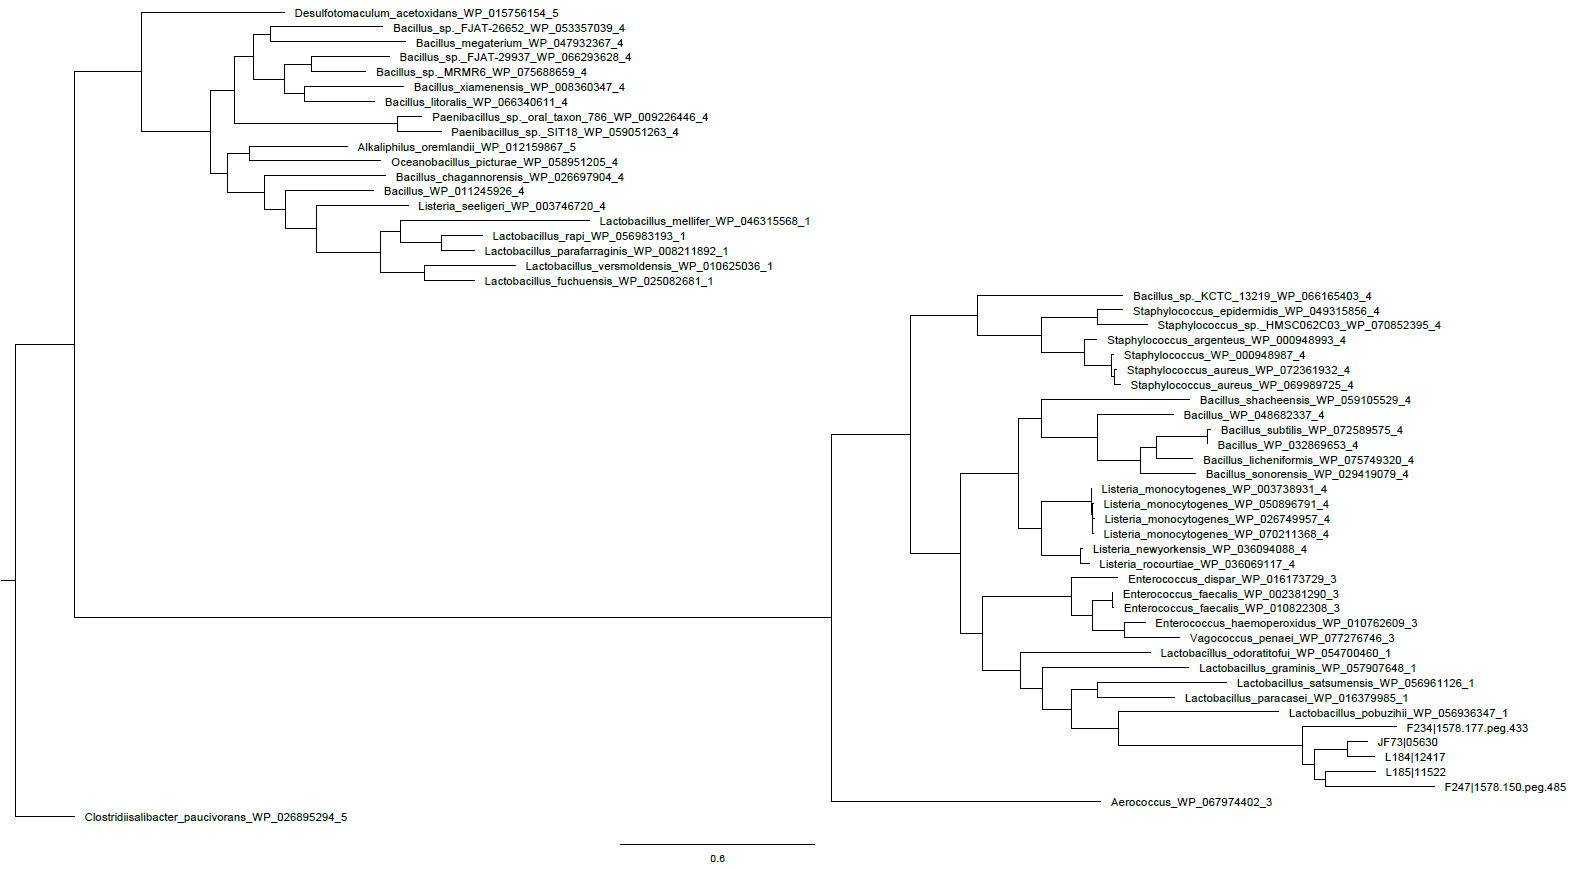 Desulfotomaculum_acetoxidans_WP_015756154_5
Bacillus_sp._FJAT-26652_WP_053357039_4
Bacillus_megaterium_WP_047932367_4
Bacillus_sp._FJAT-29937_WP_066293628_4
Bacillus_sp._MRMR6_WP_075688659_4
Bacillus_xiamenensis_WP_008360347_4
Bacillus_litoralis_WP_066340611_4
Paenibacillus_sp._oral_taxon_786_WP_009226446_4
Paenibacillus_sp._SIT18_WP_059051263_4
Alkaliphilus_oremlandii_WP_012159867_5
Oceanobacillus_picturae_WP_058951205_4
Bacillus_chagannorensis_WP_026697904_4
Bacillus_WP_011245926_4
Listeria_seeligeri_WP_003746720_4
Lactobacillus_mellifer_WP_046315568_1
Lactobacillus_rapi_WP_056983193_1
Lactobacillus_parafarraginis_WP_008211892_1
Lactobacillus_versmoldensis_WP_010625036_1
Lactobacillus_fuchuensis_WP_025082681_1
Bacillus_sp._KCTC_13219_WP_066165403_4
Staphylococcus_epidermidis_WP_049315856_4
Staphylococcus_sp._HMSC062C03_WP_070852395_4
Staphylococcus_argenteus_WP_000948993_4
Staphylococcus_WP_000948987_4
Staphylococcus_aureus_WP_072361932_4
Staphylococcus_aureus_WP_069989725_4
Bacillus_shacheensis_WP_059105529_4
Bacillus_WP_048682337_4
Bacillus_subtilis_WP_072589575_4
Bacillus_WP_032869653_4
Bacillus_licheniformis_WP_075749320_4
Bacillus_sonorensis_WP_029419079_4
Listeria_monocytogenes_WP_003738931_4
Listeria_monocytogenes_WP_050896791_4
Listeria_monocytogenes_WP_026749957_4
Listeria_monocytogenes_WP_070211368_4
Listeria_newyorkensis_WP_036094088_4
Listeria_rocourtiae_WP_036069117_4
Enterococcus_dispar_WP_016173729_3
Enterococcus_faecalis_WP_002381290_3
Enterococcus_faecalis_WP_010822308_3
Enterococcus_haemoperoxidus_WP_010762609_3
Vagococcus_penaei_WP_077276746_3
Lactobacillus_odoratitofui_WP_054700460_1
Lactobacillus_graminis_WP_057907648_1
Lactobacillus_satsumensis_WP_056961126_1
Lactobacillus_paracasei_WP_016379985_1
Lactobacillus_pobuzihii_WP_056936347_1
F234|1578.177.peg.433
JF73|05630
L184|12417
L185|11522
F247|1578.150.peg.485
Aerococcus_WP_067974402_3
Clostridiisalibacter_paucivorans_WP_026895294_5
0.6